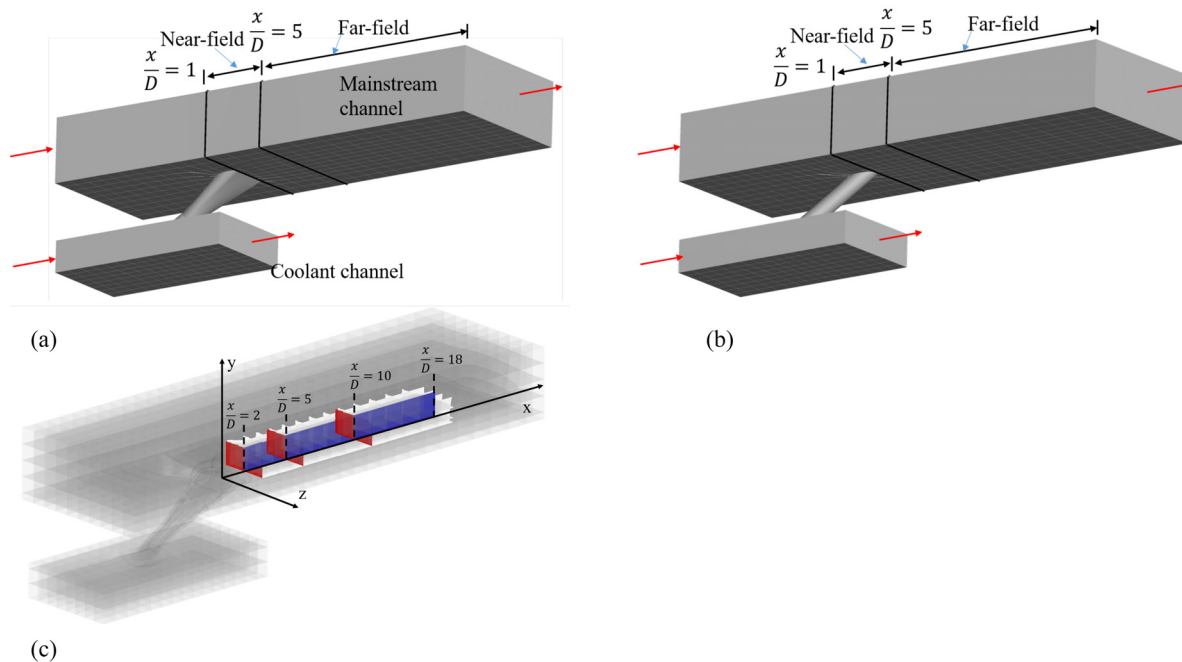 x/D = 5
Far-field
Near-field
x/D = 1
Mainstream
channel
Coolant channel
(a)
x/D = 5
Far-field
Near-field
x/D = 1
(b)
y
x/D = 18
x/D = 10
x/D = 5
x/D = 2
x
z
(c)